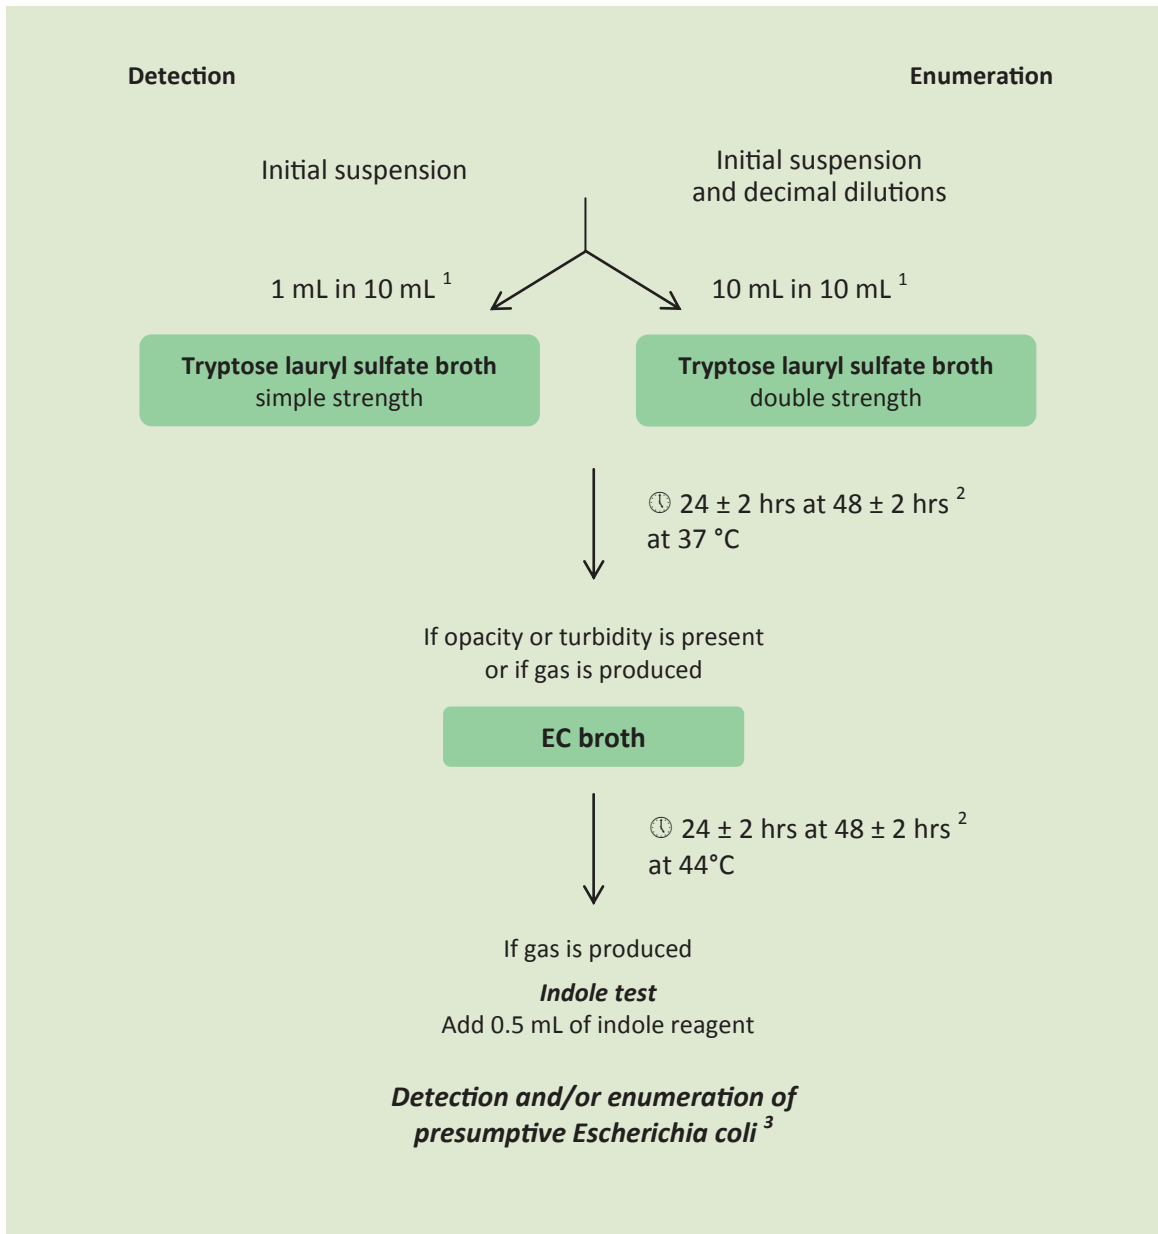 Detection
Enumeration
Initial suspension
Initial suspension
and decimal dilutions
1 mL in 10 mL ¹
10 mL in 10 mL ¹
Tryptose lauryl sulfate broth
simple strength
Tryptose lauryl sulfate broth
double strength
24 ± 2 hrs at 48 ± 2 hrs ²
at 37 °C
If opacity or turbidity is present
or if gas is produced
EC broth
24 ± 2 hrs at 48 ± 2 hrs ²
at 44°C
If gas is produced
Indole test
Add 0.5 mL of indole reagent
Detection and/or enumeration of
presumptive Escherichia coli ³